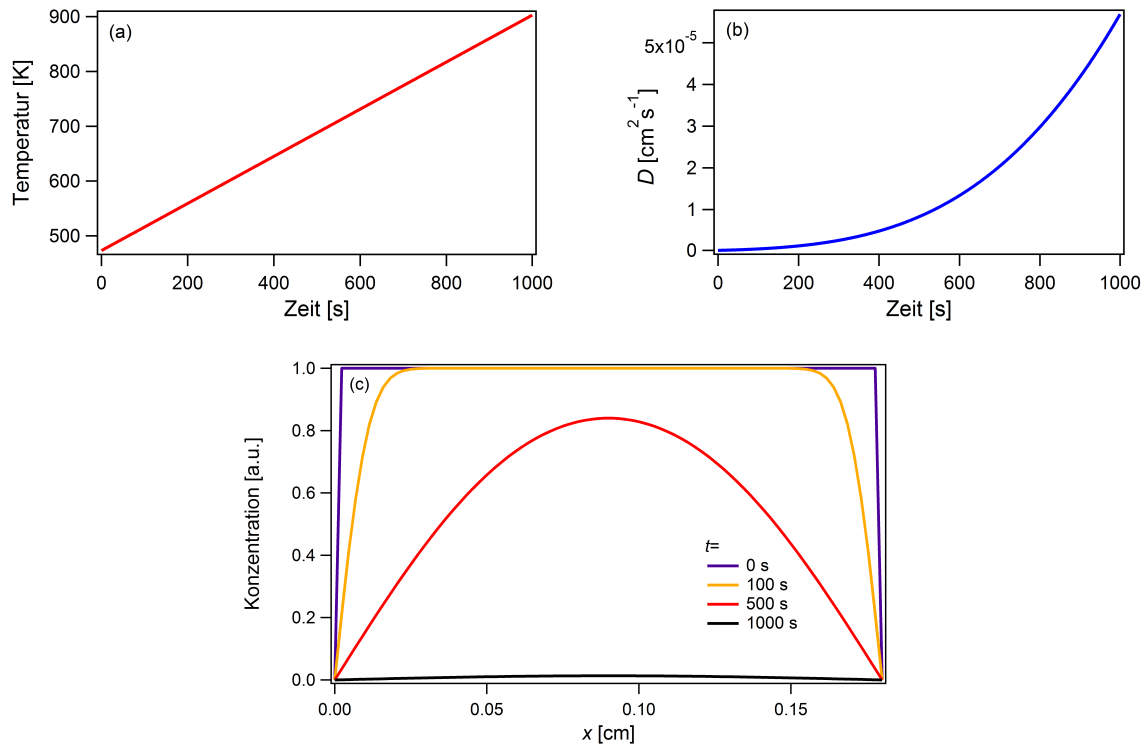 (a)
900
800
700
600
500
Temperatur [K]
0 200 400 600 800 1000
Zeit [s]
(b)
5x10⁻⁵
4
3
2
1
0
D [cm² s⁻¹]
0 200 400 600 800 1000
Zeit [s]
(c)
1.0
0.8
0.6
0.4
0.2
0.0
Konzentration [a.u.]
t=
0 s
100 s
500 s
1000 s
0.00 0.05 0.10 0.15
x [cm]